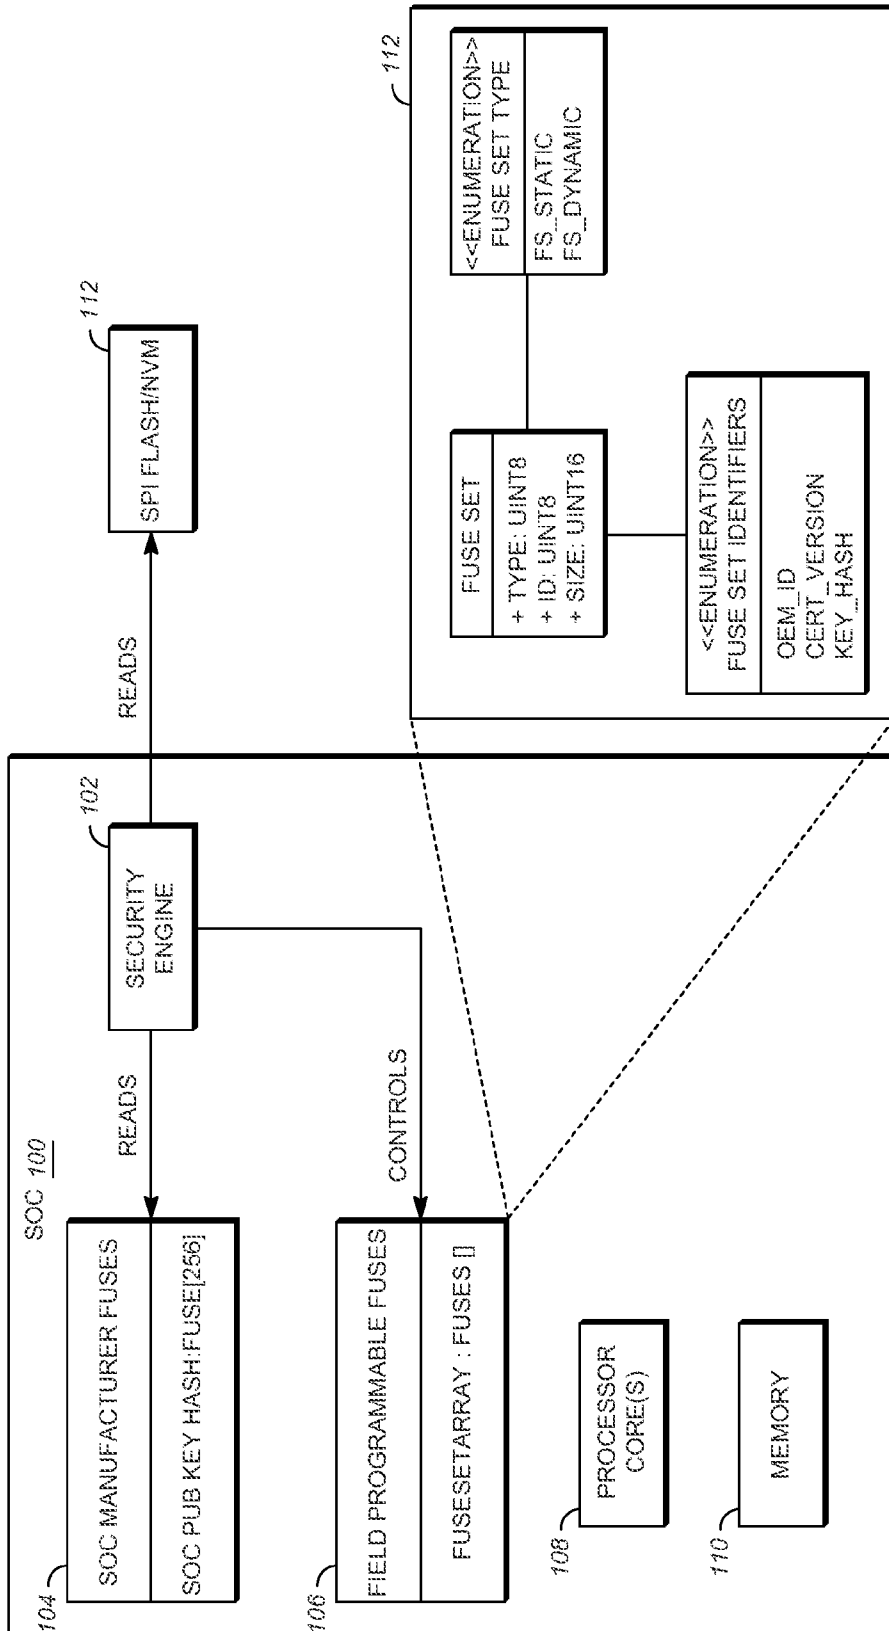 SOC 100
104
SOC MANUFACTURER FUSES
SOC PUB KEY HASH:FUSE[256]
READS
102
SECURITY
ENGINE
READS
112
SPI FLASH/NVM
CONTROLS
106
FIELD PROGRAMMABLE FUSES
FUSESETARRAY : FUSES []
108
PROCESSOR
CORE(S)
110
MEMORY
112
FUSE SET
+ TYPE: UINT8
+ ID: UINT8
+ SIZE: UINT16
<<ENUMERATION>>
FUSE SET TYPE
FS_STATIC
FS_DYNAMIC
<<ENUMERATION>>
FUSE SET IDENTIFIERS
OEM_ID
CERT_VERSION
KEY_HASH